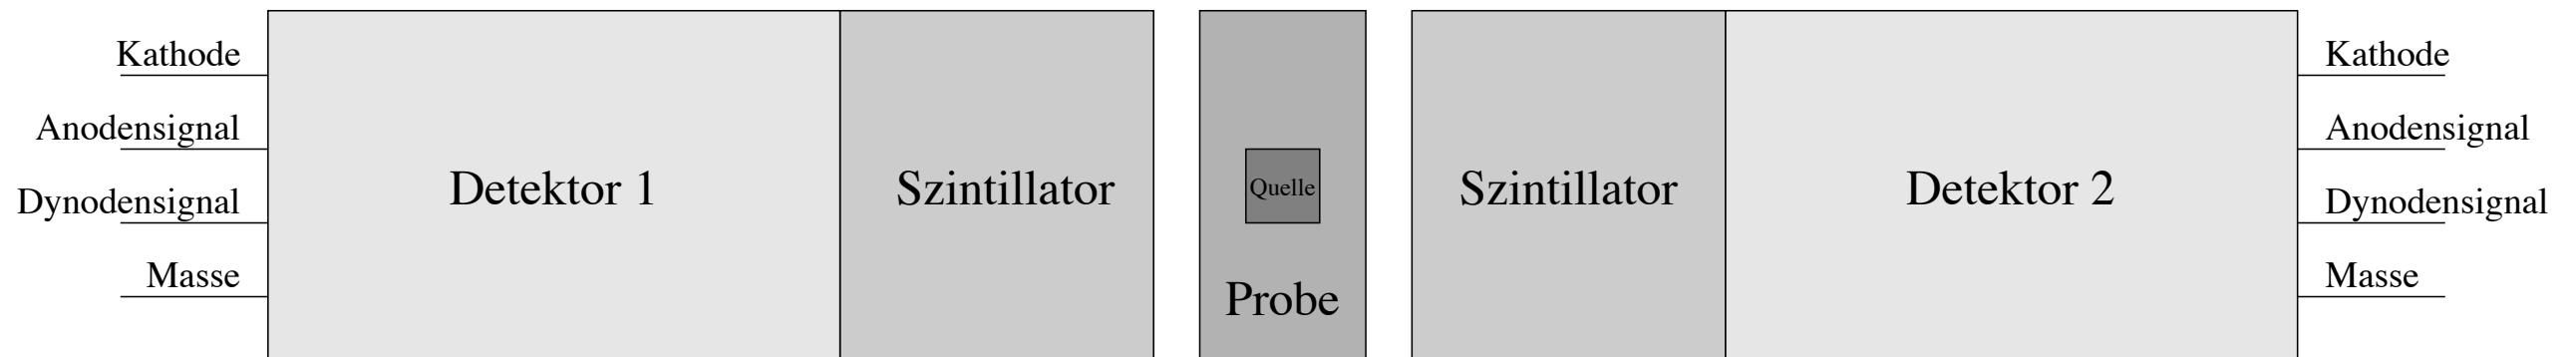 Kathode
Anodensignal
Dynodensignal
Masse
Detektor 1
Szintillator
Quelle
Probe
Szintillator
Detektor 2
Kathode
Anodensignal
Dynodensignal
Masse